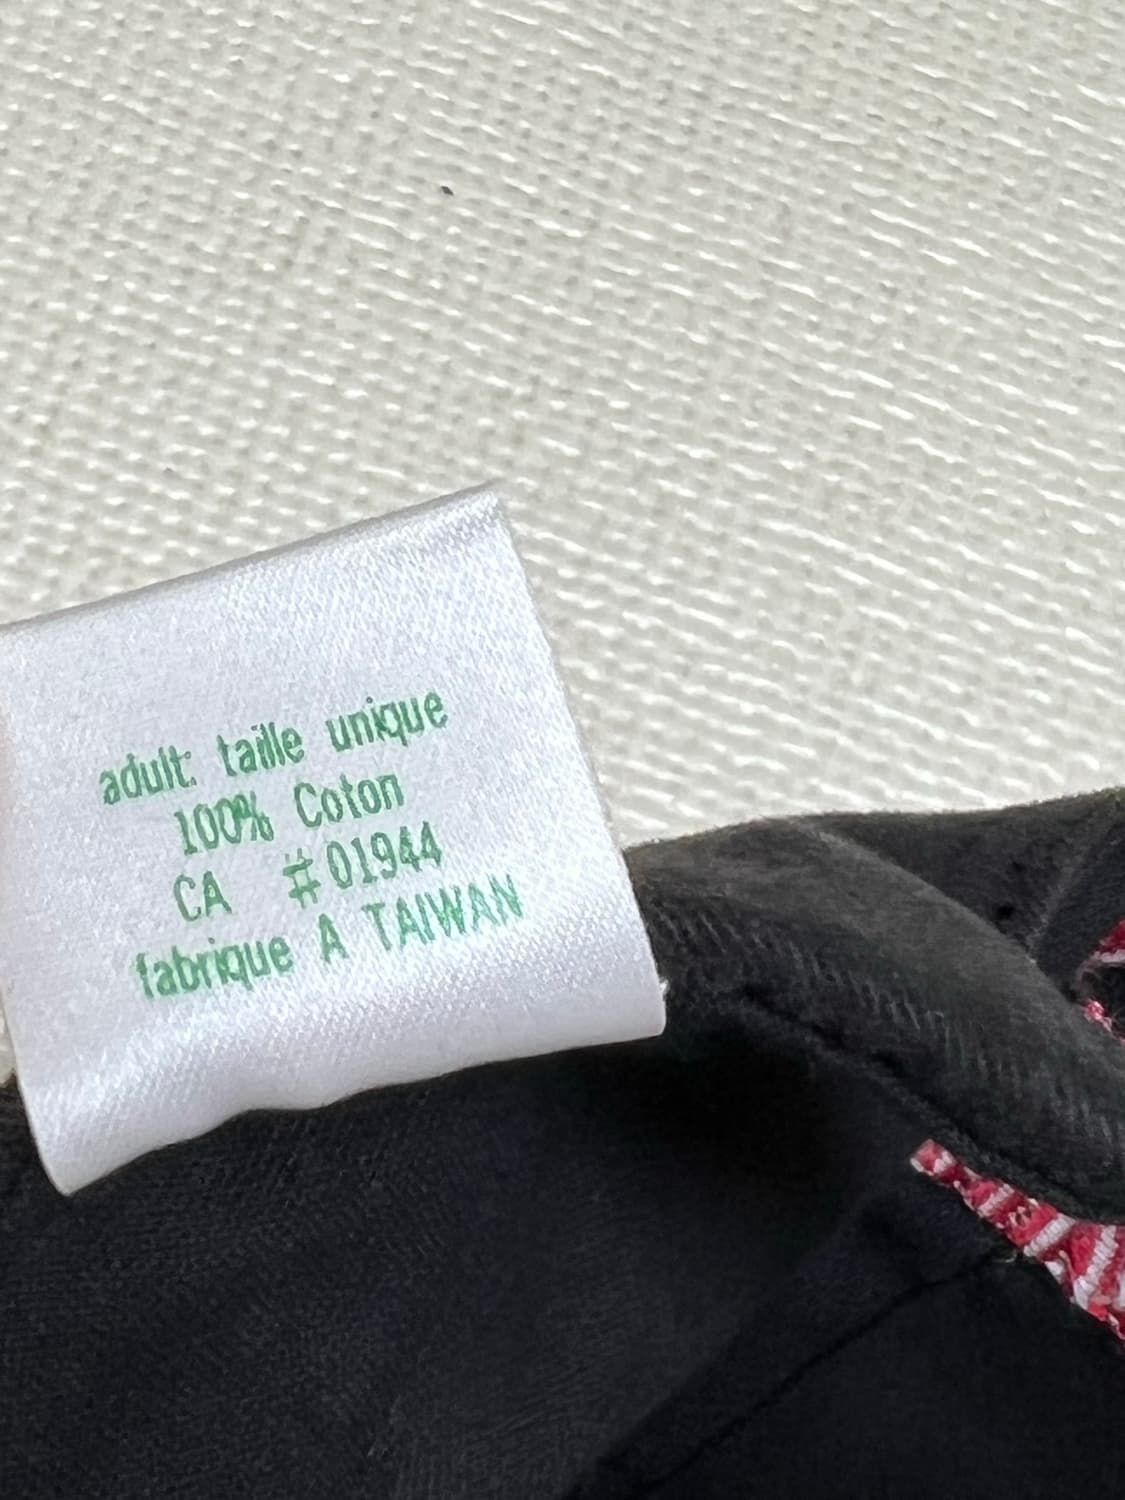 adult: taille unique
100% Coton
CA # 01944
fabrique A TAIWAN